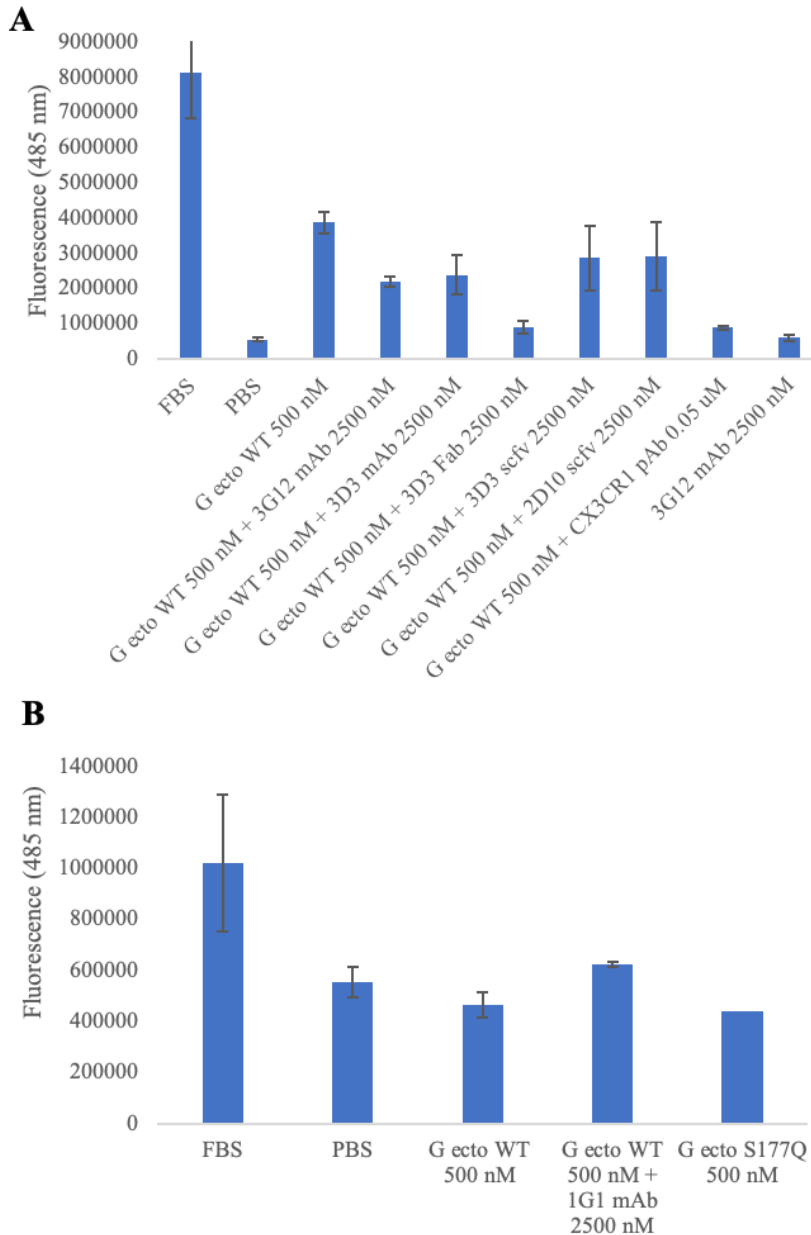 A
9000000
8000000
7000000
6000000
5000000
4000000
3000000
2000000
1000000
0
Fluorescence (485 nm)
FBS
PBS
G ecto WT 500 nM
G ecto WT 500 nM + 3G12 mAb 2500 nM
G ecto WT 500 nM + 3D3 mAb 2500 nM
G ecto WT 500 nM + 3D3 Fab 2500 nM
G ecto WT 500 nM + 3D3 scfv 2500 nM
G ecto WT 500 nM + 2D10 scfv 2500 nM
G ecto WT 500 nM + CX3CR1 pAb 0.05 uM
3G12 mAb 2500 nM
B
1400000
1200000
1000000
800000
600000
400000
200000
0
Fluorescence (485 nm)
FBS
PBS
G ecto WT
500 nM
G ecto WT
500 nM +
1G1 mAb
2500 nM
G ecto S177Q
500 nM